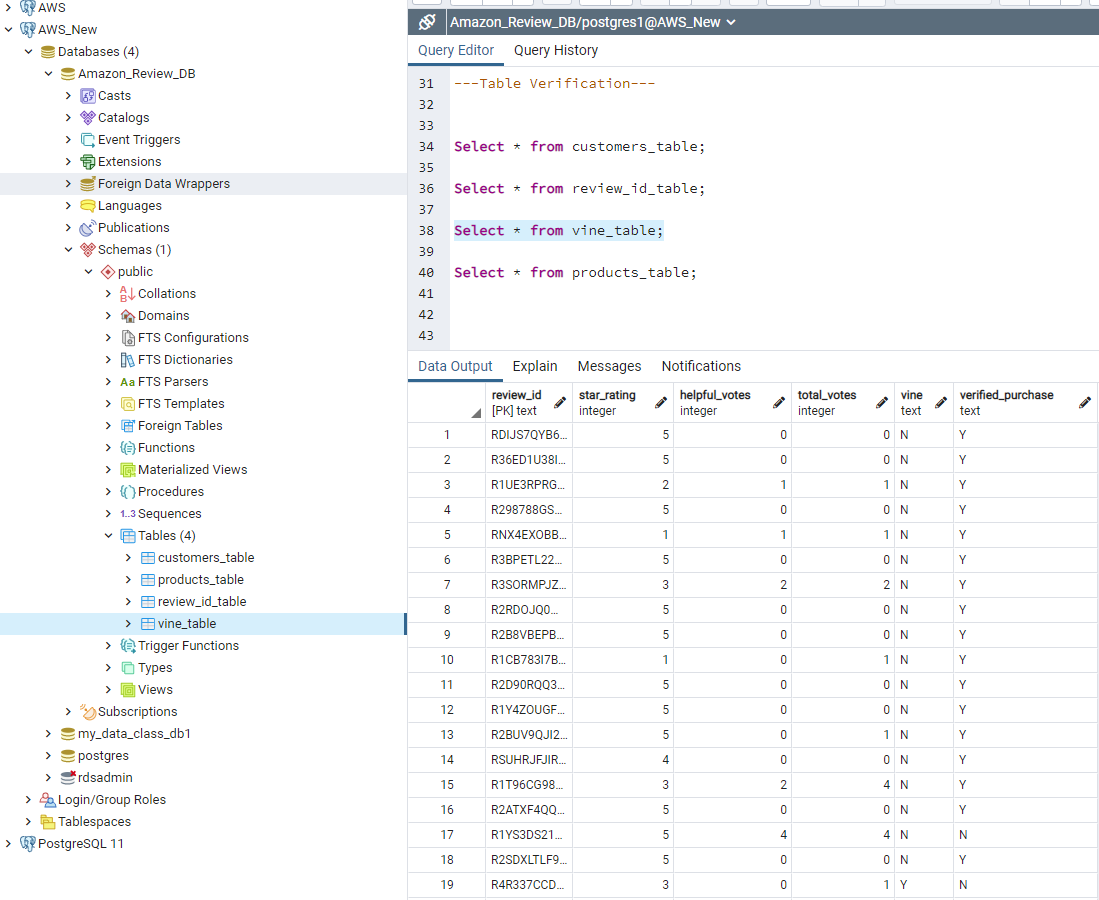 AWS
AWS_New
Databases (4)
Amazon_Review_DB
Casts
Catalogs
Event Triggers
Extensions
Foreign Data Wrappers
Languages
Publications
Schemas (1)
public
Collations
Domains
FTS Configurations
FTS Dictionaries
Aa FTS Parsers
FTS Templates
Foreign Tables
Functions
Materialized Views
Procedures
1..3 Sequences
Tables (4)
customers_table
products_table
review_id_table
vine_table
Trigger Functions
Types
Views
Subscriptions
my_data_class_db1
postgres
rdsadmin
Login/Group Roles
Tablespaces
PostgreSQL 11
Amazon_Review_DB/postgres1@AWS_New
Query Editor Query History
31 ---Table Verification---
32
33
34 Select * from customers_table;
35
36 Select * from review_id_table;
37
38 Select * from vine_table;
39
40 Select * from products_table;
41
42
43
Data Output Explain Messages Notifications
review_id star_rating helpful_votes total_votes vine verified_purchase
[PK] text integer integer integer text text
1 RDIJS7QYB6... 5 0 0 N Y
2 R36ED1U38I... 5 0 0 N Y
3 R1UE3RPRG... 2 1 1 N Y
4 R298788GS... 5 0 0 N Y
5 RNX4EXOBB... 1 1 1 N Y
6 R3BPETL22... 5 0 0 N Y
7 R3SORMPJZ... 3 2 2 N Y
8 R2RDOJQ0... 5 0 0 N Y
9 R2B8VBEPB... 5 0 0 N Y
10 R1CB783I7B... 1 0 1 N Y
11 R2D90RQQ3... 5 0 0 N Y
12 R1Y4ZOUGF... 5 0 0 N Y
13 R2BUV9QJI2... 5 0 1 N Y
14 RSUHRJFJIR... 4 0 0 N Y
15 R1T96CG98... 3 2 4 N Y
16 R2ATXF4QQ... 5 0 0 N Y
17 R1YS3DS21... 5 4 4 N N
18 R2SDXLTLF9... 5 0 0 N Y
19 R4R337CCD... 3 0 1 Y N